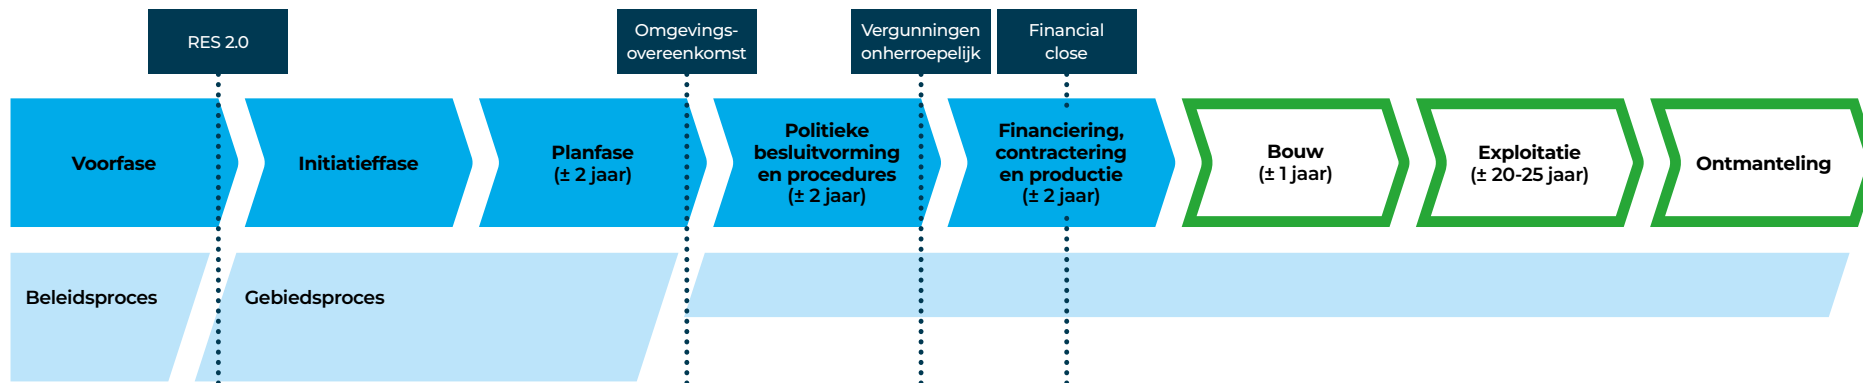 RES 2.0
Omgevings-
overeenkomst
Vergunningen
onherroepelijk
Financial
close
Voorfase
Initiatieffase
Planfase
(± 2 jaar)
Politieke
besluitvorming
en procedures
(± 2 jaar)
Financiering,
contractering
en productie
(± 2 jaar)
Bouw
(± 1 jaar)
Exploitatie
(± 20-25 jaar)
Ontmanteling
Beleidsproces
Gebiedsproces